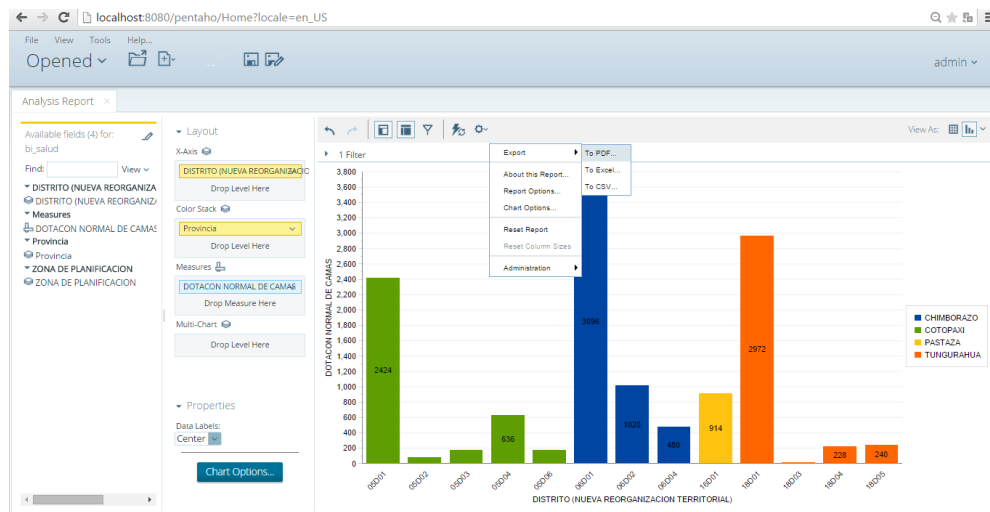 localhost:8080/pentaho/Home?locale=en_US
File View Tools Help...
Opened
admin
Analysis Report ×
Available fields (4) for:
bi_salud
Find:
View
DISTRITO (NUEVA REORGANIZA
DISTRITO (NUEVA REORGANIZ/
Measures
DOTACON NORMAL DE CAMAS
Provincia
Provincia
ZONA DE PLANIFICACION
ZONA DE PLANIFICACION
Layout
X-Axis
DISTRITO (NUEVA REORGANIZACIO
Drop Level Here
Color Stack
Provincia
Drop Level Here
Measures
DOTACON NORMAL DE CAMAS
Drop Measure Here
Multi-Chart
Drop Level Here
Properties
Data Labels:
Center
Chart Options...
View As:
1 Filter
Export
To PDF...
To Excel...
To CSV...
About this Report...
Report Options...
Chart Options...
Reset Report
Reset Column Sizes
Administration
DOTACON NORMAL DE CAMAS
3,800
3,600
3,400
3,200
3,000
2,800
2,600
2,400
2,200
2,000
1,800
1,600
1,400
1,200
1,000
800
600
400
200
0
2424
636
3696
1020
480
914
2972
228
240
05D01 05D02 05D03 05D04 05D06 06D01 06D02 06D04 16D01 18D01 18D03 18D04 18D05
DISTRITO (NUEVA REORGANIZACION TERRITORIAL)
CHIMBORAZO
COTOPAXI
PASTAZA
TUNGURAHUA